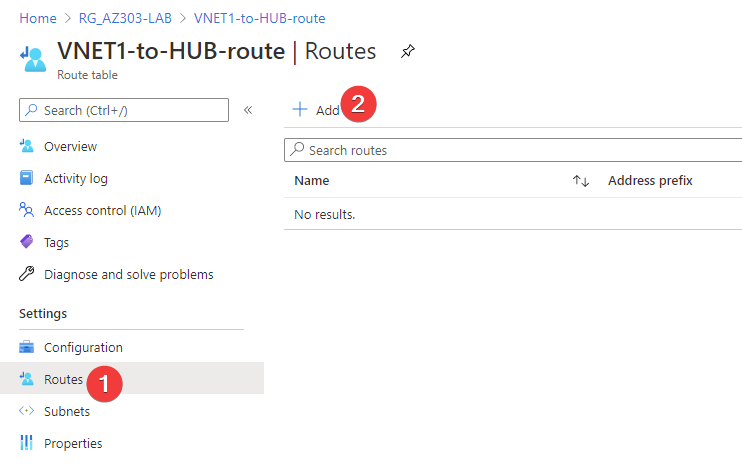 Home > RG_AZ303-LAB > VNET1-to-HUB-route
VNET1-to-HUB-route | Routes
Route table
Search (Ctrl+/)
«
+ Add
2
Overview
Search routes
Activity log
Name
Address prefix
Access control (IAM)
No results.
Tags
Diagnose and solve problems
Settings
Configuration
Routes
1
Subnets
Properties